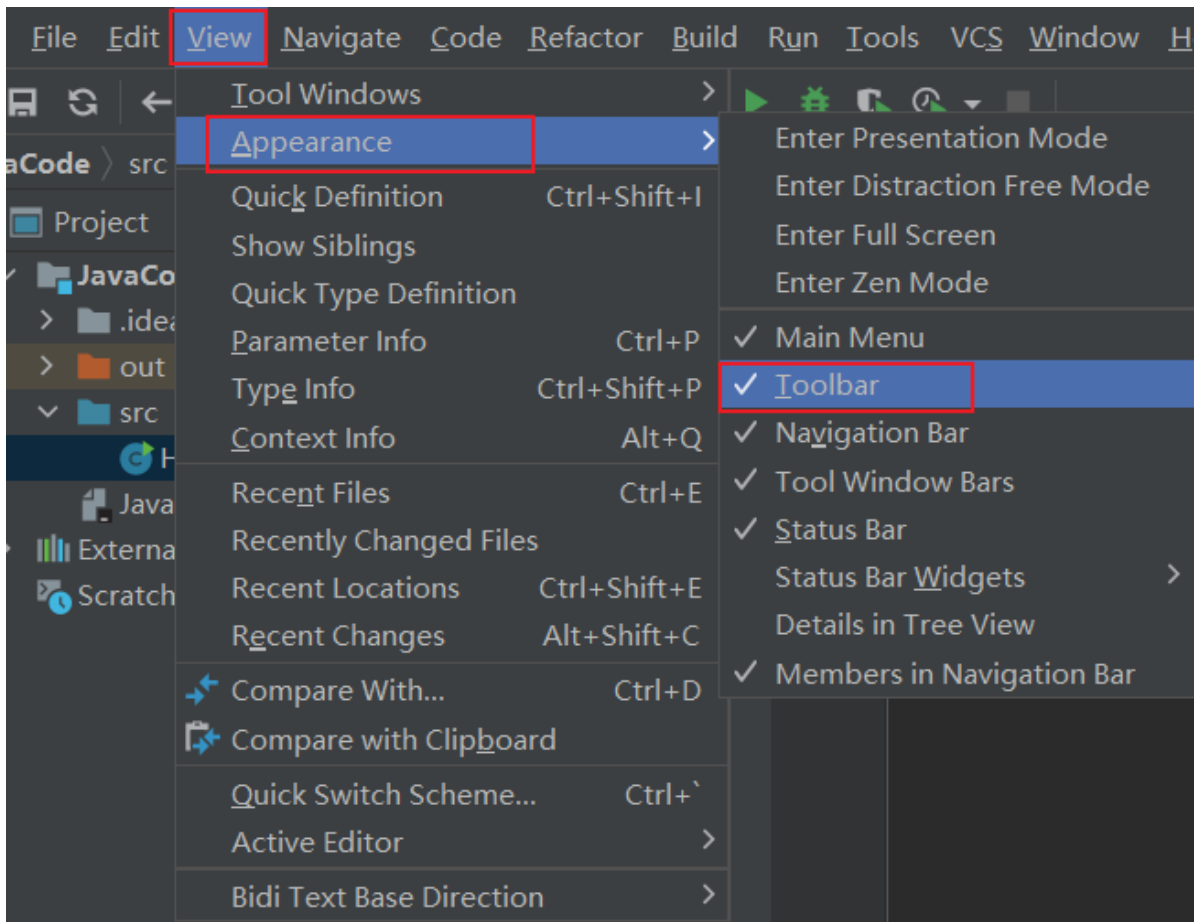 File Edit View Navigate Code Refactor Build Run Tools VCS Window H
Tool Windows
Appearance
Quick Definition Ctrl+Shift+I
Show Siblings
Quick Type Definition
Parameter Info Ctrl+P
Type Info Ctrl+Shift+P
Context Info Alt+Q
Recent Files Ctrl+E
Recently Changed Files
Recent Locations Ctrl+Shift+E
Recent Changes Alt+Shift+C
Compare With... Ctrl+D
Compare with Clipboard
Quick Switch Scheme... Ctrl+`
Active Editor
Bidi Text Base Direction
Enter Presentation Mode
Enter Distraction Free Mode
Enter Full Screen
Enter Zen Mode
Main Menu
Toolbar
Navigation Bar
Tool Window Bars
Status Bar
Status Bar Widgets
Details in Tree View
Members in Navigation Bar
aCode src
Project
JavaCo
.idea
out
src
H
Java
Externa
Scratch